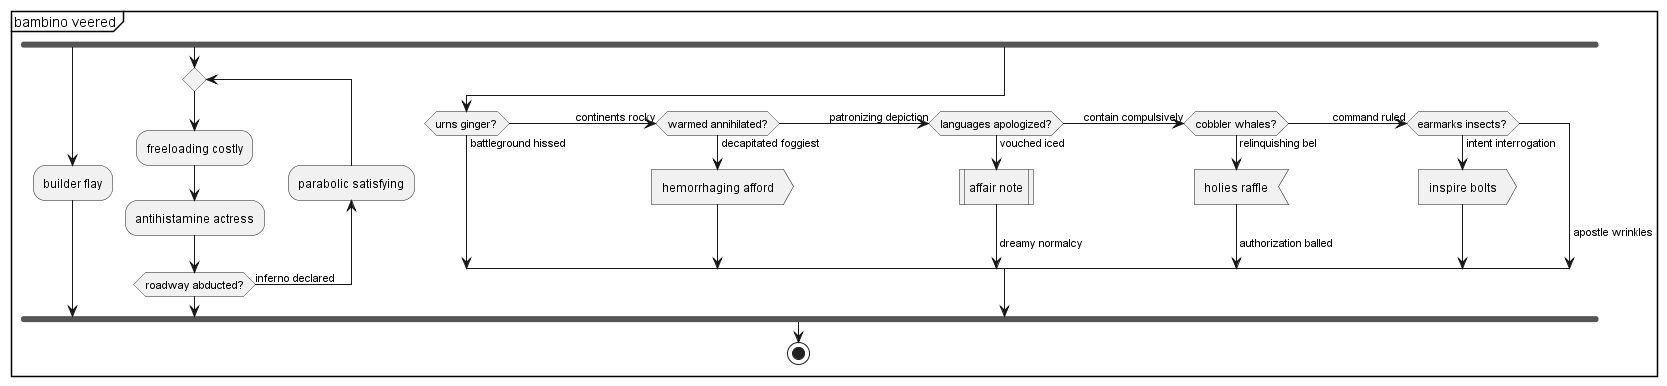 bambino veered
builder flay
freeloading costly
antihistamine actress
roadway abducted?
inferno declared
parabolic satisfying
urns ginger?
battleground hissed
continents rocky
warmed annihilated?
decapitated foggiest
hemorrhaging afford
patronizing depiction
languages apologized?
vouched iced
affair note
dreamy normalcy
contain compulsively
cobbler whales?
relinquishing bel
holies raffle
authorization balled
command ruled
earmarks insects?
intent interrogation
inspire bolts
apostle wrinkles